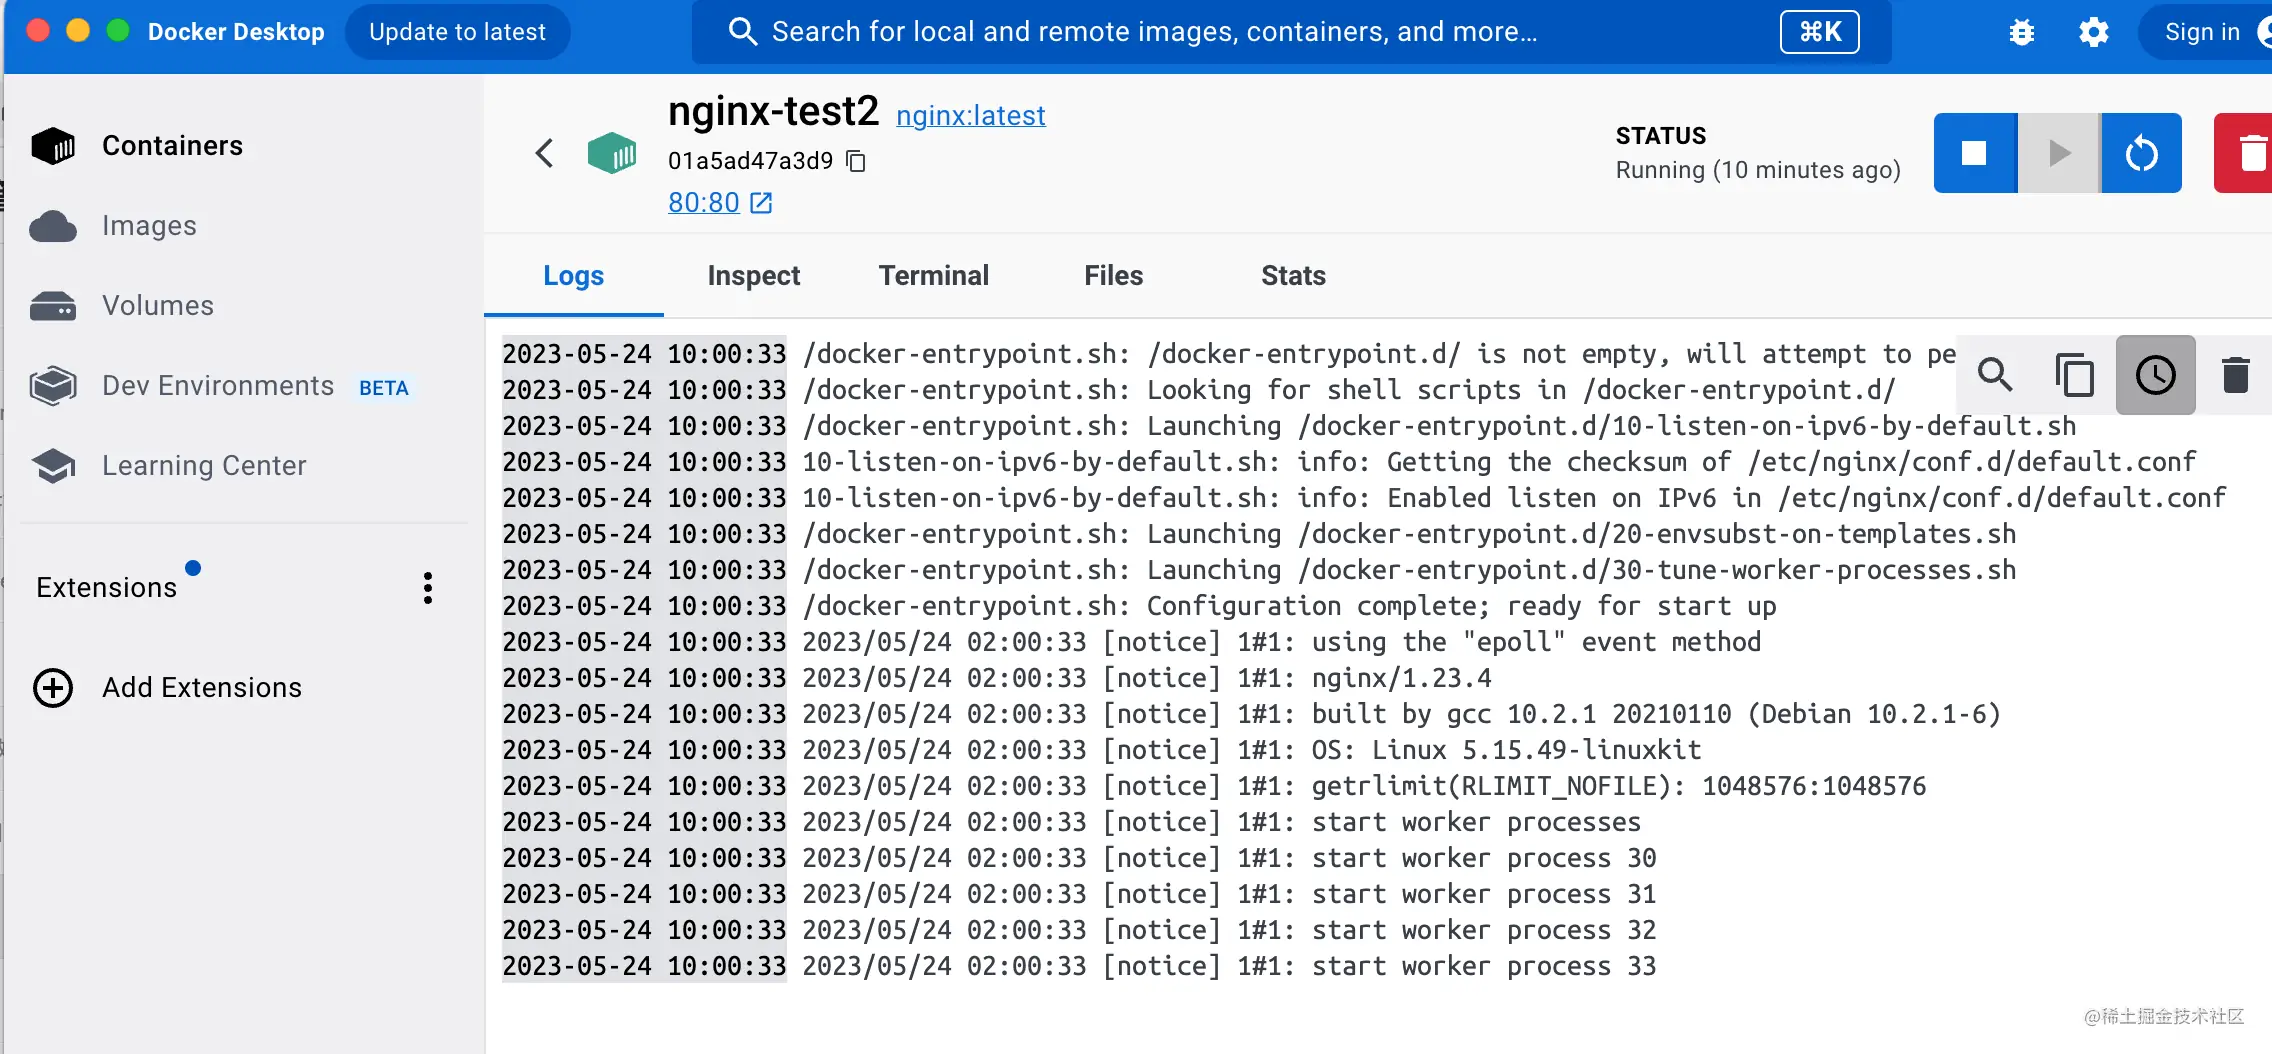 Docker Desktop
Update to latest
Search for local and remote images, containers, and more...
⌘K
Sign in
Containers
Images
Volumes
Dev Environments BETA
Learning Center
Extensions
Add Extensions
nginx-test2 nginx:latest
01a5ad47a3d9
80:80
STATUS
Running (10 minutes ago)
Logs Inspect Terminal Files Stats
2023-05-24 10:00:33 /docker-entrypoint.sh: /docker-entrypoint.d/ is not empty, will attempt to pe
2023-05-24 10:00:33 /docker-entrypoint.sh: Looking for shell scripts in /docker-entrypoint.d/
2023-05-24 10:00:33 /docker-entrypoint.sh: Launching /docker-entrypoint.d/10-listen-on-ipv6-by-default.sh
2023-05-24 10:00:33 10-listen-on-ipv6-by-default.sh: info: Getting the checksum of /etc/nginx/conf.d/default.conf
2023-05-24 10:00:33 10-listen-on-ipv6-by-default.sh: info: Enabled listen on IPv6 in /etc/nginx/conf.d/default.conf
2023-05-24 10:00:33 /docker-entrypoint.sh: Launching /docker-entrypoint.d/20-envsubst-on-templates.sh
2023-05-24 10:00:33 /docker-entrypoint.sh: Launching /docker-entrypoint.d/30-tune-worker-processes.sh
2023-05-24 10:00:33 /docker-entrypoint.sh: Configuration complete; ready for start up
2023-05-24 10:00:33 2023/05/24 02:00:33 [notice] 1#1: using the "epoll" event method
2023-05-24 10:00:33 2023/05/24 02:00:33 [notice] 1#1: nginx/1.23.4
2023-05-24 10:00:33 2023/05/24 02:00:33 [notice] 1#1: built by gcc 10.2.1 20210110 (Debian 10.2.1-6)
2023-05-24 10:00:33 2023/05/24 02:00:33 [notice] 1#1: OS: Linux 5.15.49-linuxkit
2023-05-24 10:00:33 2023/05/24 02:00:33 [notice] 1#1: getrlimit(RLIMIT_NOFILE): 1048576:1048576
2023-05-24 10:00:33 2023/05/24 02:00:33 [notice] 1#1: start worker processes
2023-05-24 10:00:33 2023/05/24 02:00:33 [notice] 1#1: start worker process 30
2023-05-24 10:00:33 2023/05/24 02:00:33 [notice] 1#1: start worker process 31
2023-05-24 10:00:33 2023/05/24 02:00:33 [notice] 1#1: start worker process 32
2023-05-24 10:00:33 2023/05/24 02:00:33 [notice] 1#1: start worker process 33
@稀土掘金技术社区